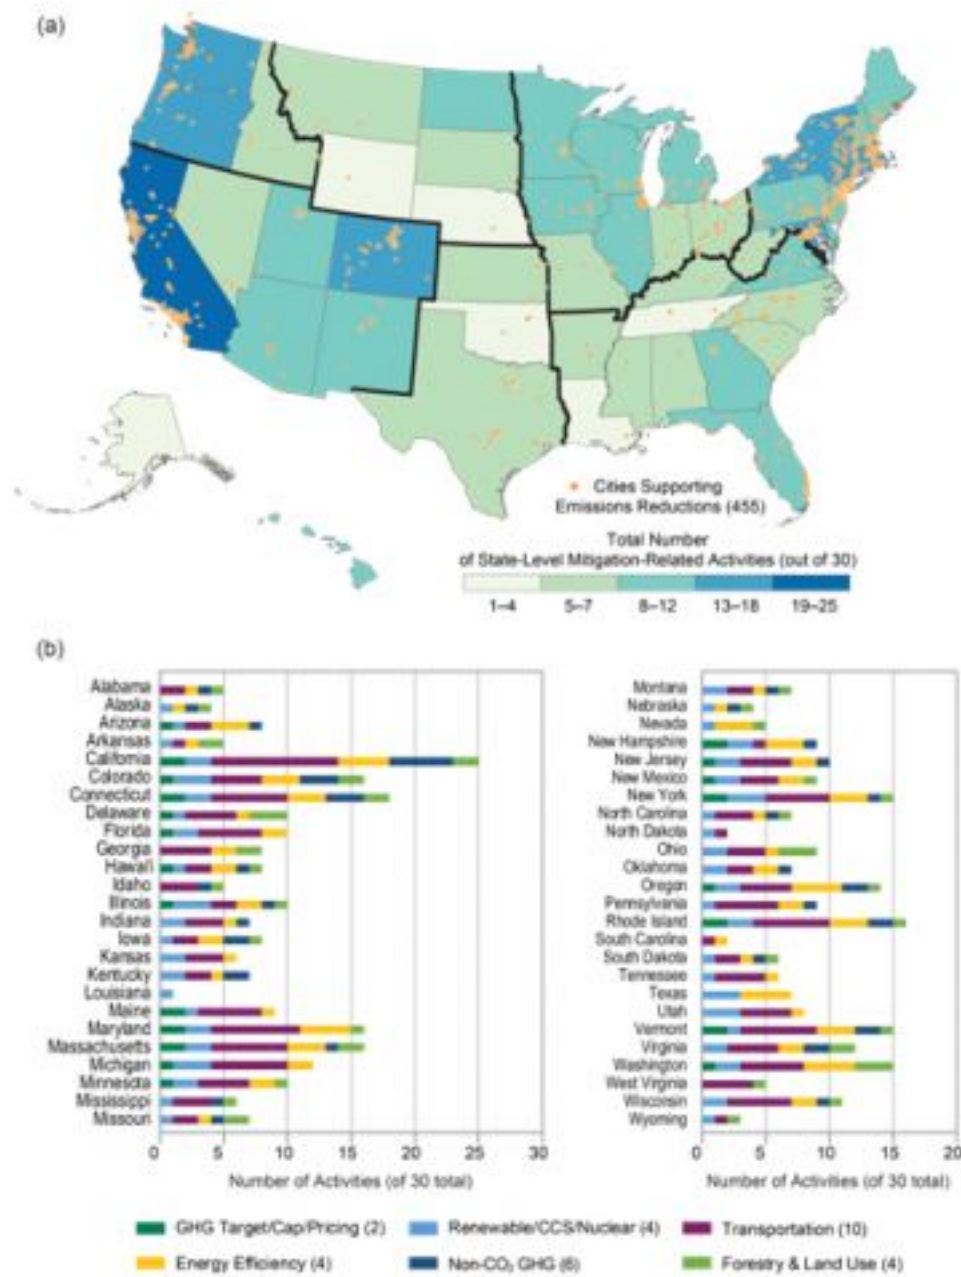 (a)
Cities Supporting
Emissions Reductions (455)
Total Number
of State-Level Mitigation-Related Activities (out of 30)
1–4 5–7 8–12 13–18 19–25
(b)
Alabama
Alaska
Arizona
Arkansas
California
Colorado
Connecticut
Delaware
Florida
Georgia
Hawai'i
Idaho
Illinois
Indiana
Iowa
Kansas
Kentucky
Louisiana
Maine
Maryland
Massachusetts
Michigan
Minnesota
Mississippi
Missouri
0 5 10 15 20 25 30
Number of Activities (of 30 total)
Montana
Nebraska
Nevada
New Hampshire
New Jersey
New Mexico
New York
North Carolina
North Dakota
Ohio
Oklahoma
Oregon
Pennsylvania
Rhode Island
South Carolina
South Dakota
Tennessee
Texas
Utah
Vermont
Virginia
Washington
West Virginia
Wisconsin
Wyoming
0 5 10 15 20
Number of Activities (of 30 total)
GHG Target/Cap/Pricing (2) Renewable/CCS/Nuclear (4) Transportation (10)
Energy Efficiency (4) Non-CO₂ GHG (6) Forestry & Land Use (4)